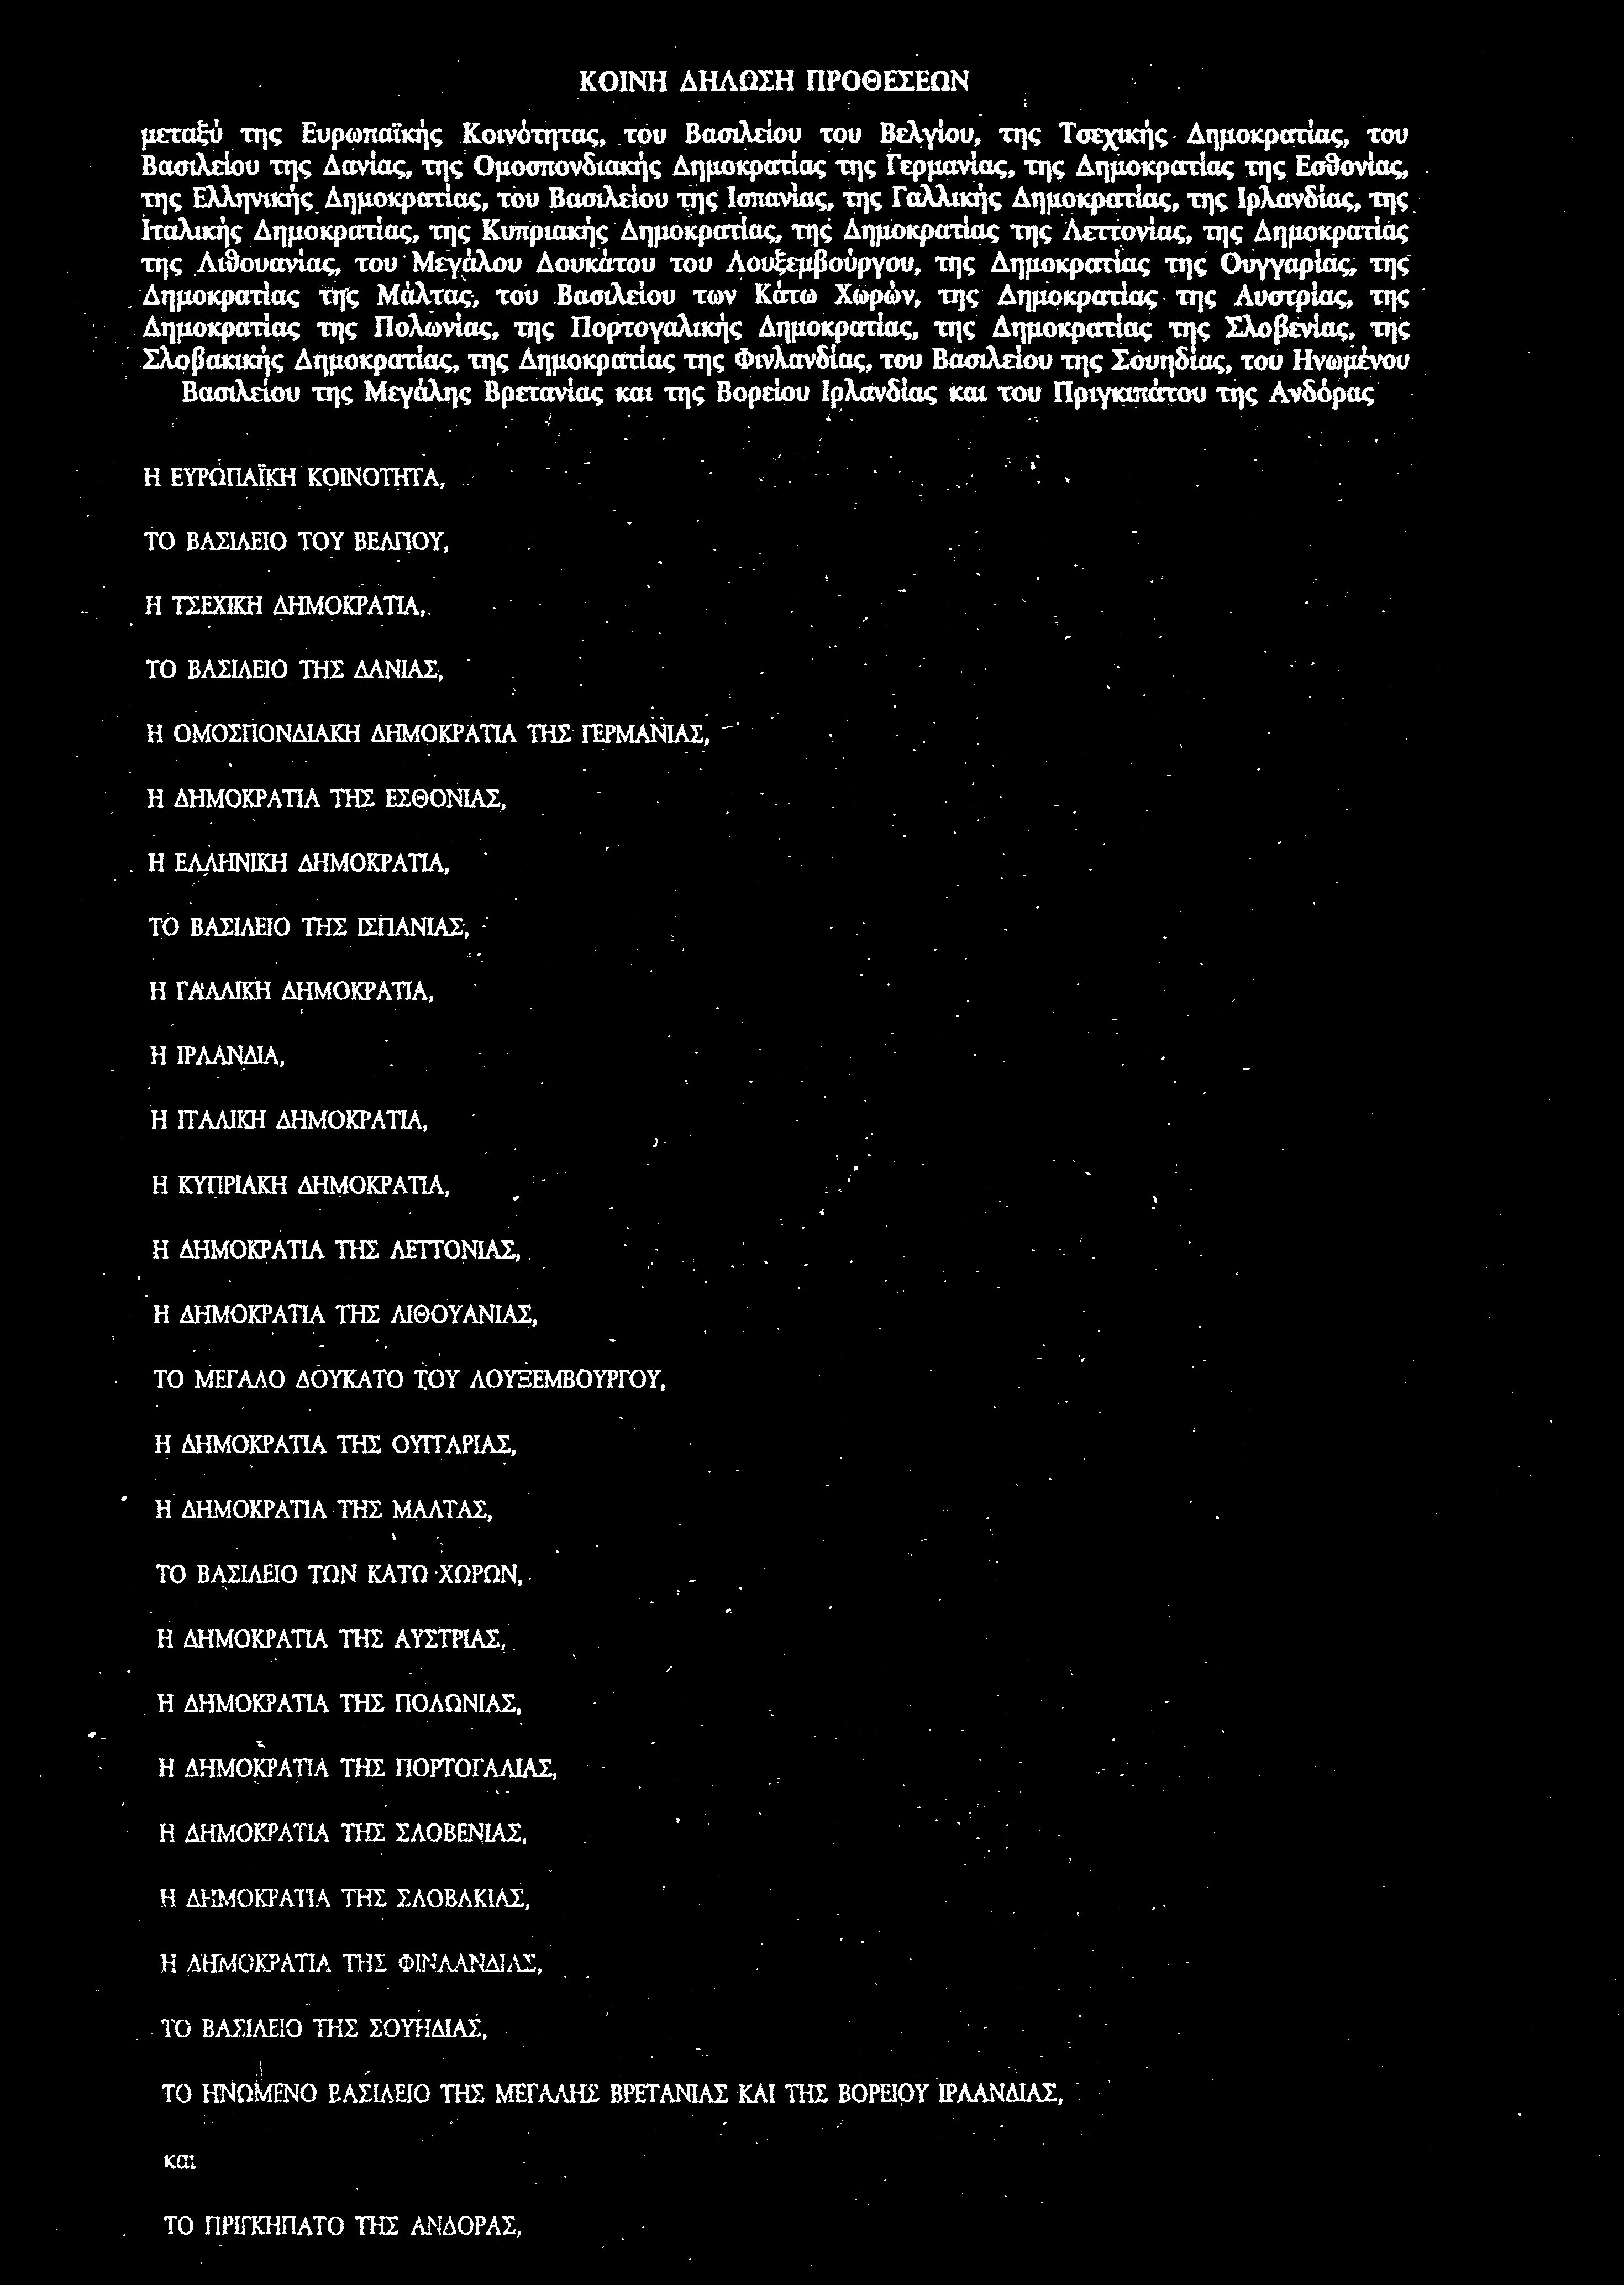 ΚΟΙΝΗ ΔΗΛΩΣΗ ΠΡΟΘΕΣΕΩΝ
μεταξύ της Ευρωπαϊκής Κοινότητας, του Βασιλείου του Βελγίου, της Τσεχικής Δημοκρατίας, του
Βασιλείου της Δανίας, της Ομοσπονδιακής Δημοκρατίας της Γερμανίας, της Δημοκρατίας της Εσθονίας,
της Ελληνικής Δημοκρατίας, του Βασιλείου της Ισπανίας, της Γαλλικής Δημοκρατίας, της Ιρλανδίας, της
Ιταλικής Δημοκρατίας, της Κυπριακής Δημοκρατίας, της Δημοκρατίας της Λεττονίας, της Δημοκρατίας
της Λιθουανίας, του Μεγάλου Δουκάτου του Λουξεμβούργου, της Δημοκρατίας της Ουγγαρίας, της
Δημοκρατίας της Μάλτας, του Βασιλείου των Κάτω Χωρών, της Δημοκρατίας της Αυστρίας, της
Δημοκρατίας της Πολωνίας, της Πορτογαλικής Δημοκρατίας, της Δημοκρατίας της Σλοβενίας, της
Σλοβακικής Δημοκρατίας, της Δημοκρατίας της Φινλανδίας, του Βασιλείου της Σουηδίας, του Ηνωμένου
Βασιλείου της Μεγάλης Βρετανίας και της Βορείου Ιρλανδίας και του Πριγκιπάτου της Ανδόρας
Η ΕΥΡΩΠΑΪΚΗ ΚΟΙΝΟΤΗΤΑ,
ΤΟ ΒΑΣΙΛΕΙΟ ΤΟΥ ΒΕΛΓΙΟΥ,
Η ΤΣΕΧΙΚΗ ΔΗΜΟΚΡΑΤΙΑ,
ΤΟ ΒΑΣΙΛΕΙΟ ΤΗΣ ΔΑΝΙΑΣ,
Η ΟΜΟΣΠΟΝΔΙΑΚΗ ΔΗΜΟΚΡΑΤΙΑ ΤΗΣ ΓΕΡΜΑΝΙΑΣ,
Η ΔΗΜΟΚΡΑΤΙΑ ΤΗΣ ΕΣΘΟΝΙΑΣ,
Η ΕΛΛΗΝΙΚΗ ΔΗΜΟΚΡΑΤΙΑ,
ΤΟ ΒΑΣΙΛΕΙΟ ΤΗΣ ΙΣΠΑΝΙΑΣ,
Η ΓΑΛΛΙΚΗ ΔΗΜΟΚΡΑΤΙΑ,
Η ΙΡΛΑΝΔΙΑ,
Η ΙΤΑΛΙΚΗ ΔΗΜΟΚΡΑΤΙΑ,
Η ΚΥΠΡΙΑΚΗ ΔΗΜΟΚΡΑΤΙΑ,
Η ΔΗΜΟΚΡΑΤΙΑ ΤΗΣ ΛΕΤΤΟΝΙΑΣ,
Η ΔΗΜΟΚΡΑΤΙΑ ΤΗΣ ΛΙΘΟΥΑΝΙΑΣ,
ΤΟ ΜΕΓΑΛΟ ΔΟΥΚΑΤΟ ΤΟΥ ΛΟΥΞΕΜΒΟΥΡΓΟΥ,
Η ΔΗΜΟΚΡΑΤΙΑ ΤΗΣ ΟΥΓΓΑΡΙΑΣ,
Η ΔΗΜΟΚΡΑΤΙΑ ΤΗΣ ΜΑΛΤΑΣ,
ΤΟ ΒΑΣΙΛΕΙΟ ΤΩΝ ΚΑΤΩ ΧΩΡΩΝ,
Η ΔΗΜΟΚΡΑΤΙΑ ΤΗΣ ΑΥΣΤΡΙΑΣ,
Η ΔΗΜΟΚΡΑΤΙΑ ΤΗΣ ΠΟΛΩΝΙΑΣ,
Η ΔΗΜΟΚΡΑΤΙΑ ΤΗΣ ΠΟΡΤΟΓΑΛΙΑΣ,
Η ΔΗΜΟΚΡΑΤΙΑ ΤΗΣ ΣΛΟΒΕΝΙΑΣ,
Η ΔΗΜΟΚΡΑΤΙΑ ΤΗΣ ΣΛΟΒΑΚΙΑΣ,
Η ΔΗΜΟΚΡΑΤΙΑ ΤΗΣ ΦΙΝΛΑΝΔΙΑΣ,
ΤΟ ΒΑΣΙΛΕΙΟ ΤΗΣ ΣΟΥΗΔΙΑΣ,
ΤΟ ΗΝΩΜΕΝΟ ΒΑΣΙΛΕΙΟ ΤΗΣ ΜΕΓΑΛΗΣ ΒΡΕΤΑΝΙΑΣ ΚΑΙ ΤΗΣ ΒΟΡΕΙΟΥ ΙΡΛΑΝΔΙΑΣ,
και
ΤΟ ΠΡΙΓΚΗΠΑΤΟ ΤΗΣ ΑΝΔΟΡΑΣ,